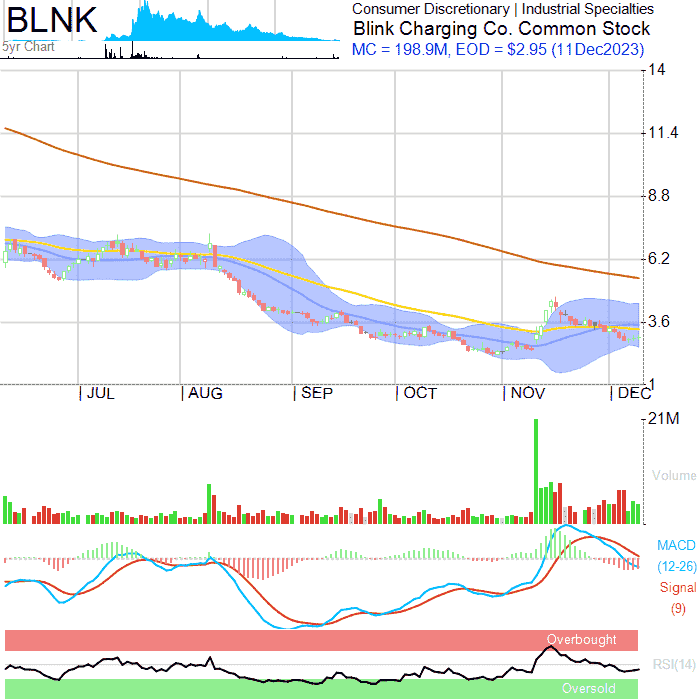 BLNK
5yr Chart
Consumer Discretionary | Industrial Specialties
Blink Charging Co. Common Stock
MC = 198.9M, EOD = $2.95 (11Dec2023)
14
11.4
8.8
6.2
3.6
1
JUL AUG SEP OCT NOV DEC
21M
Volume
MACD
(12-26)
Signal
(9)
Overbought
RSI(14)
Oversold